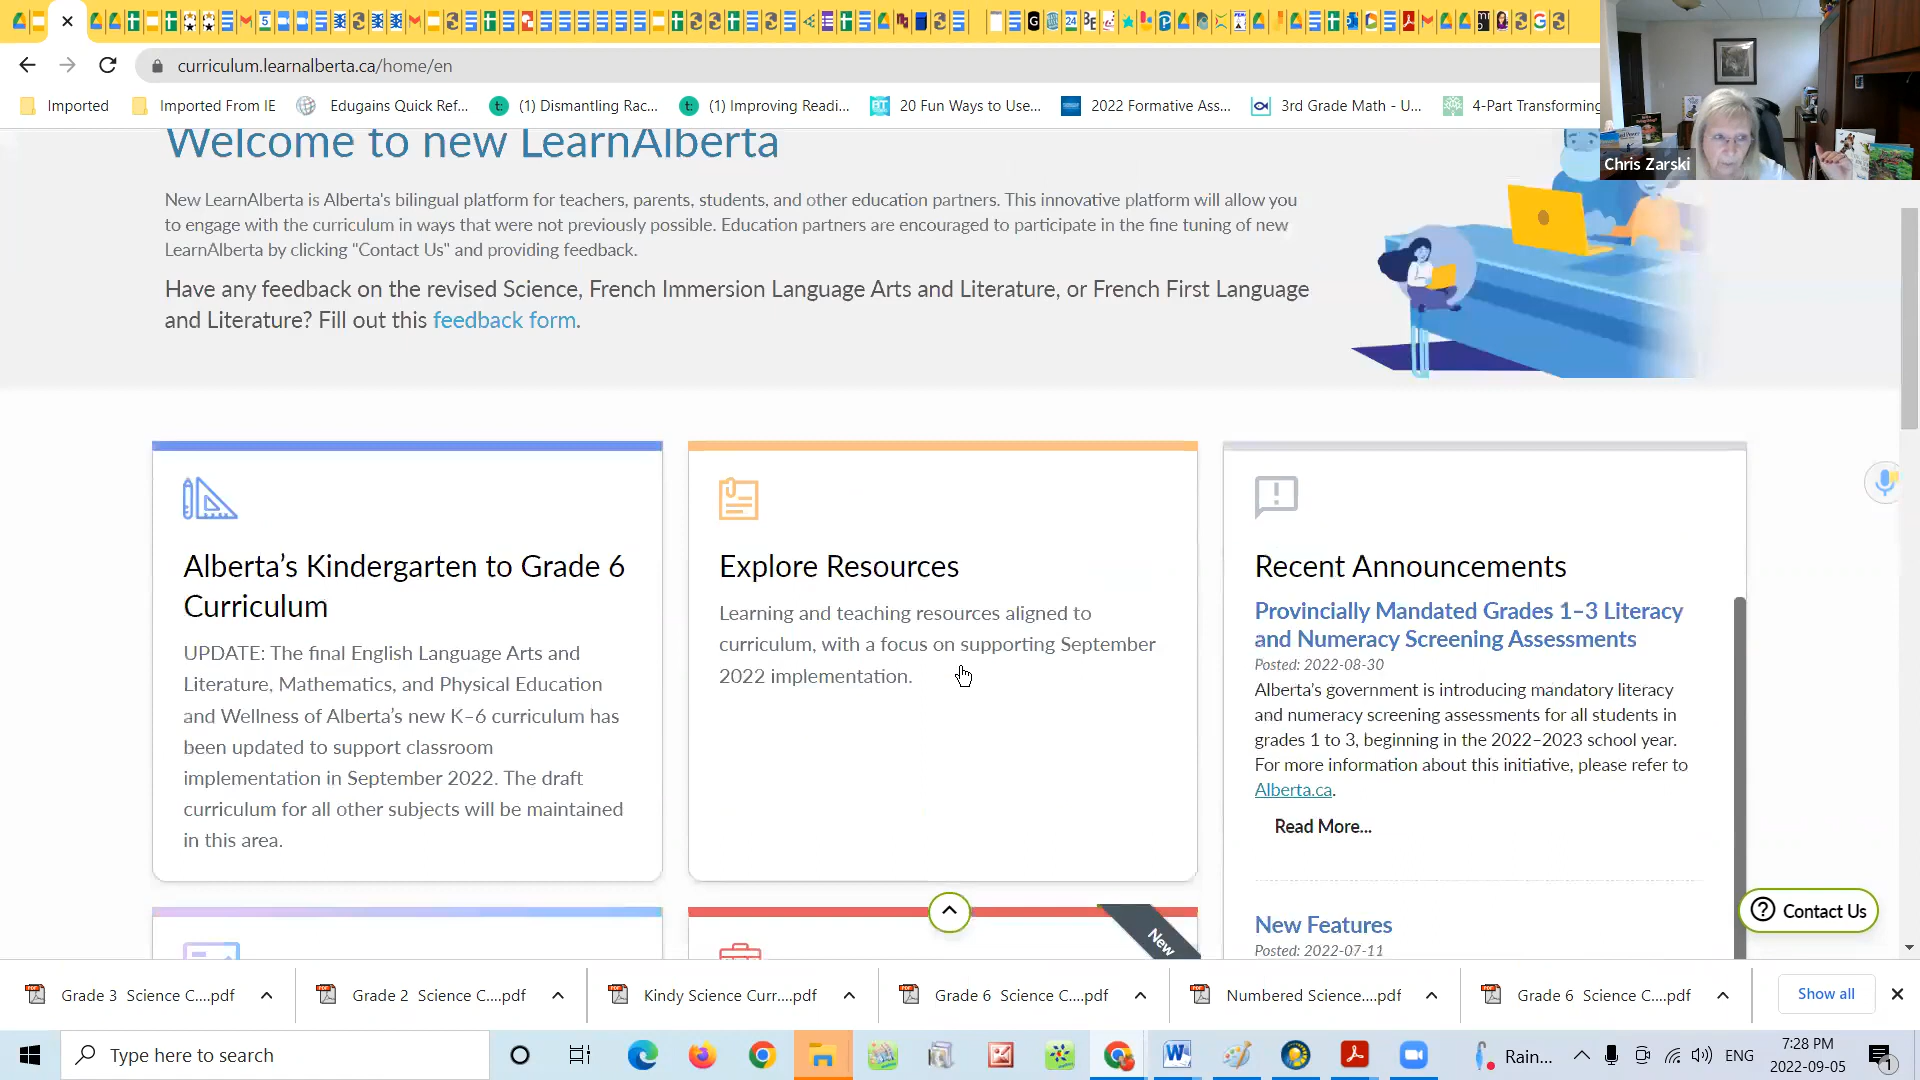 curriculum.learnalberta.ca/home/en
Imported
Imported From IE
Edugains Quick Ref...
(1) Dismantling Rac...
(1) Improving Readi...
20 Fun Ways to Use...
2022 Formative Ass...
3rd Grade Math - U...
4-Part Transforming
Chris Zarski
Welcome to new LearnAlberta
New LearnAlberta is Alberta's bilingual platform for teachers, parents, students, and other education partners. This innovative platform will allow you
to engage with the curriculum in ways that were not previously possible. Education partners are encouraged to participate in the fine tuning of new
LearnAlberta by clicking "Contact Us" and providing feedback.
Have any feedback on the revised Science, French Immersion Language Arts and Literature, or French First Language
and Literature? Fill out this feedback form.
Alberta's Kindergarten to Grade 6
Curriculum
UPDATE: The final English Language Arts and
Literature, Mathematics, and Physical Education
and Wellness of Alberta's new K–6 curriculum has
been updated to support classroom
implementation in September 2022. The draft
curriculum for all other subjects will be maintained
in this area.
Explore Resources
Learning and teaching resources aligned to
curriculum, with a focus on supporting September
2022 implementation.
New
Recent Announcements
Provincially Mandated Grades 1–3 Literacy
and Numeracy Screening Assessments
Posted: 2022-08-30
Alberta's government is introducing mandatory literacy
and numeracy screening assessments for all students in
grades 1 to 3, beginning in the 2022–2023 school year.
For more information about this initiative, please refer to
Alberta.ca.
Read More...
New Features
Posted: 2022-07-11
Contact Us
Grade 3 Science C....pdf
Grade 2 Science C....pdf
Kindy Science Curr....pdf
Grade 6 Science C....pdf
Numbered Science....pdf
Grade 6 Science C....pdf
Show all
Type here to search
Rain...
ENG
7:28 PM
2022-09-05
1